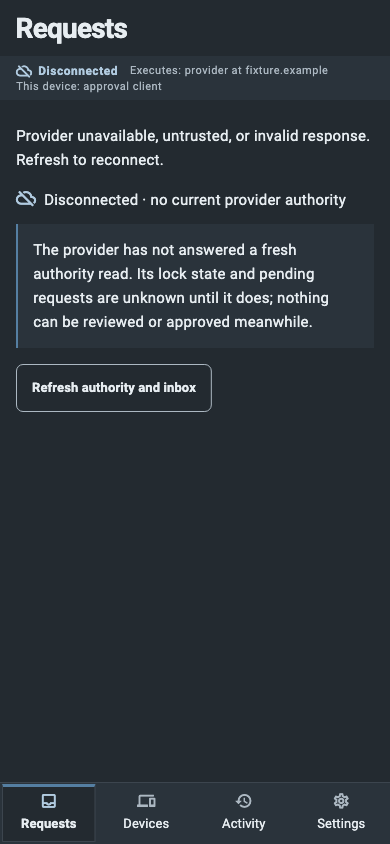 Requests
Disconnected Executes: provider at fixture.example
This device: approval client
Provider unavailable, untrusted, or invalid response.
Refresh to reconnect.
Disconnected · no current provider authority
The provider has not answered a fresh
authority read. Its lock state and pending
requests are unknown until it does; nothing
can be reviewed or approved meanwhile.
Refresh authority and inbox
Requests Devices Activity Settings